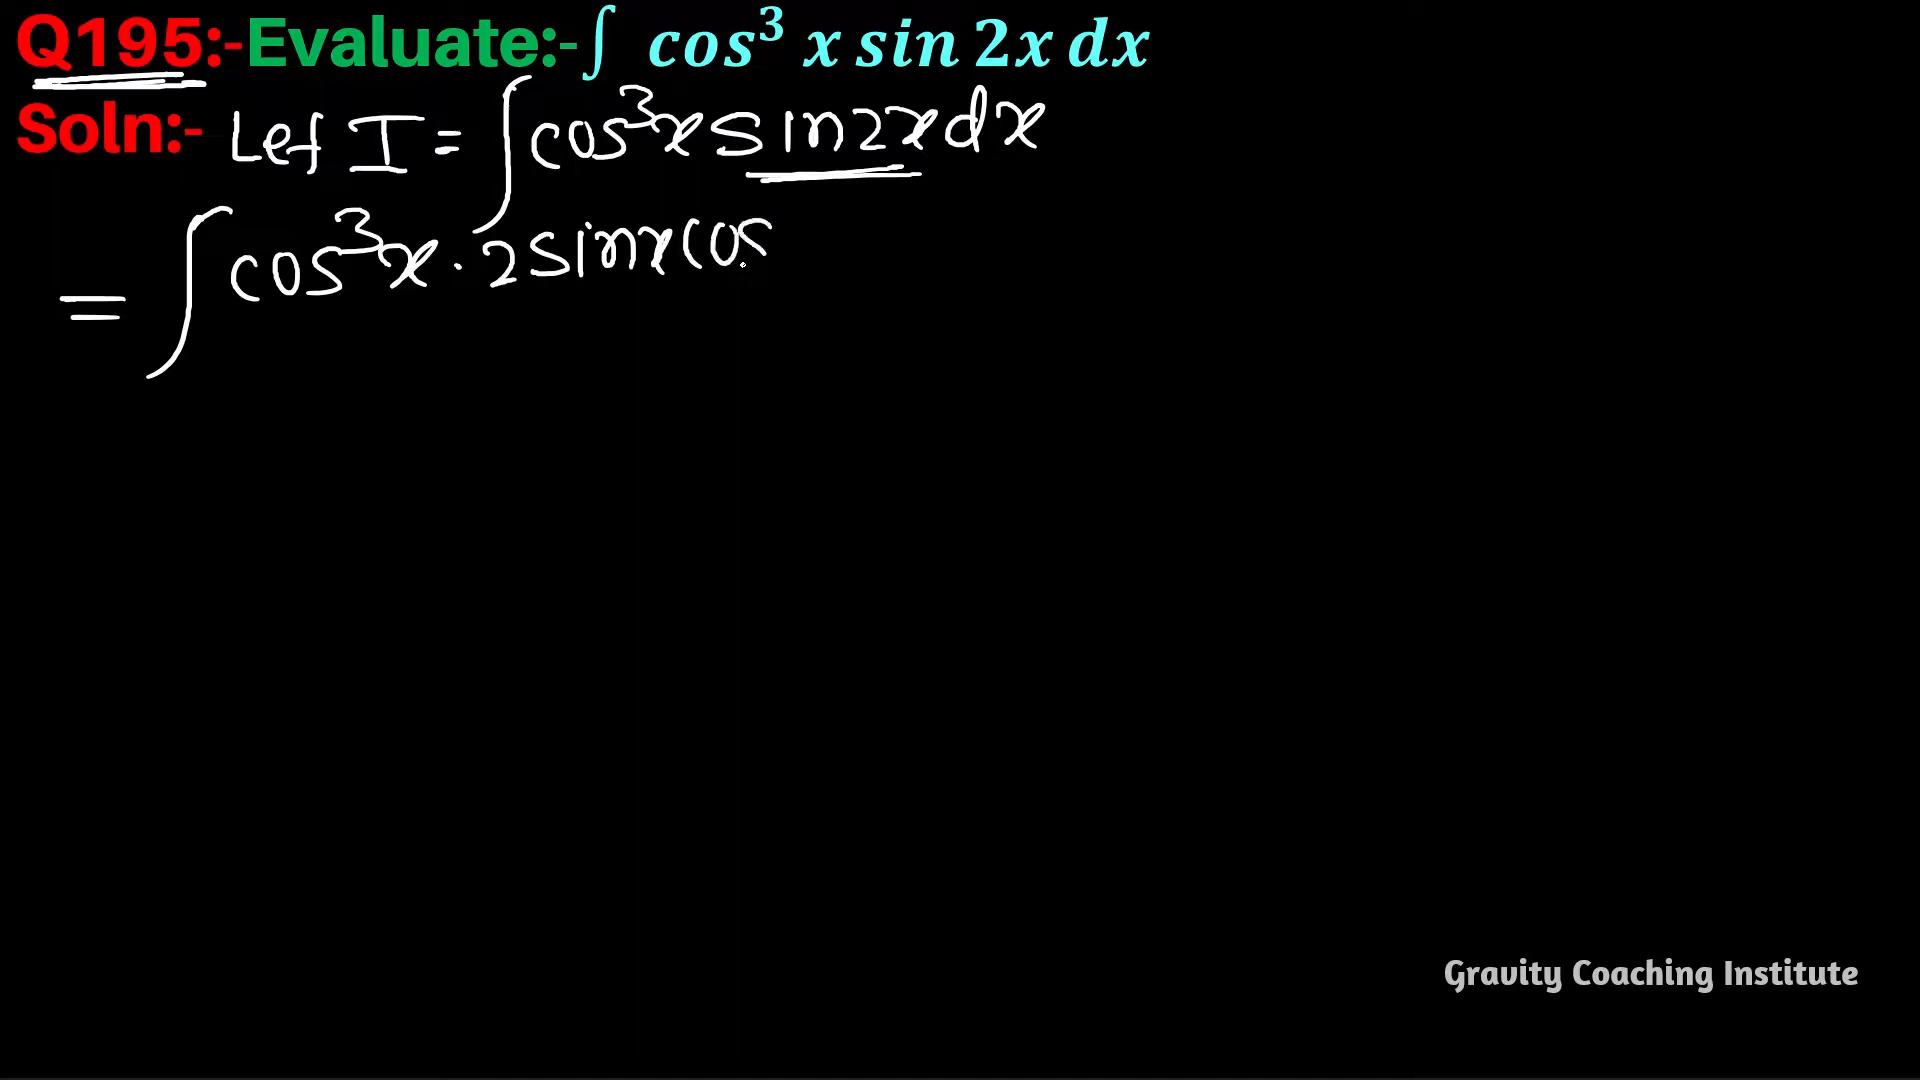 Q195:-Evaluate:-∫ cos³ x sin 2x dx
Soln:- Let I = ∫cos³x sin2x dx
= ∫cos³x · 2sinx cos
Gravity Coaching Institute